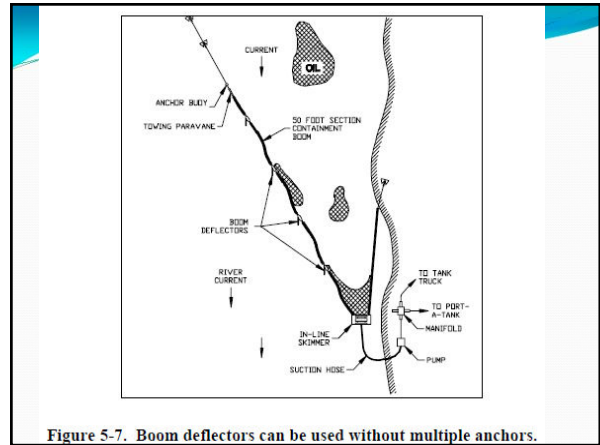 CURRENT
OIL
ANCHOR BUOY
TOWING PARAVANE
50 FOOT SECTION
CONTAINMENT
BOOM
BOOM
DEFLECTORS
RIVER
CURRENT
TO TANK
TRUCK
TO PORT-
A-TANK
MANIFOLD
IN-LINE
SKIMMER
PUMP
SUCTION HOSE
Figure 5-7. Boom deflectors can be used without multiple anchors.